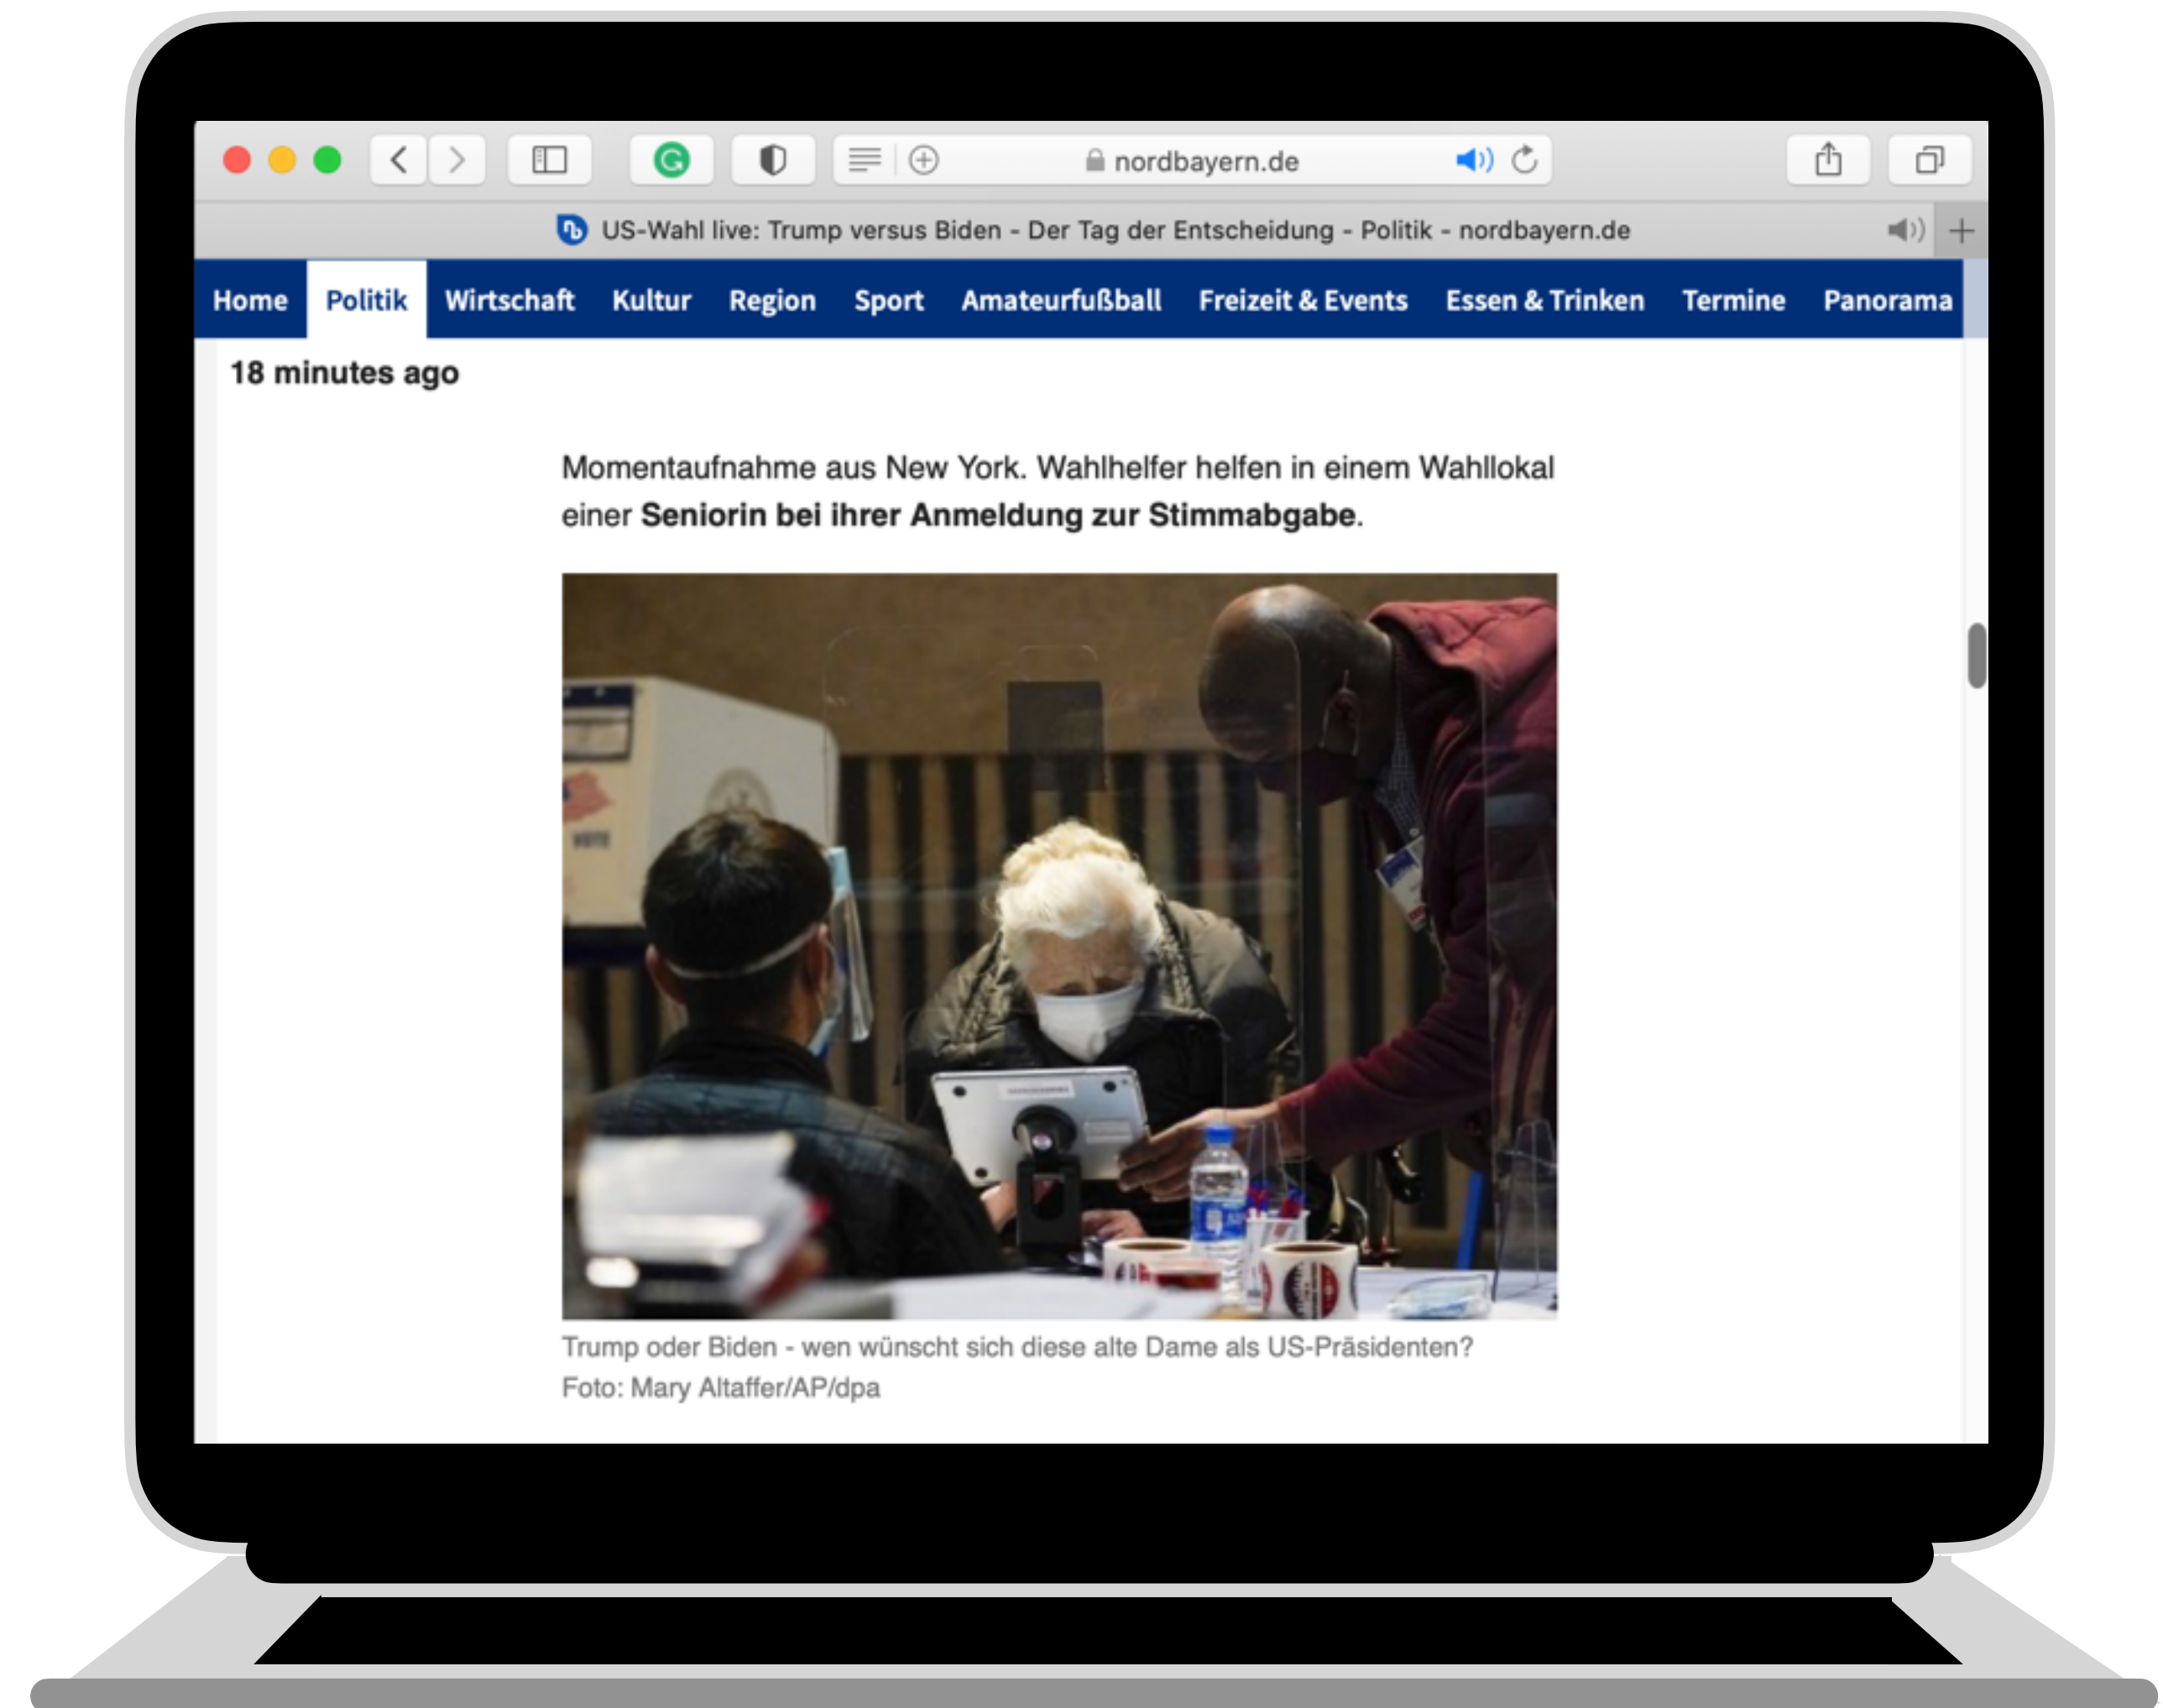 nordbayern.de
US-Wahl live: Trump versus Biden - Der Tag der Entscheidung - Politik - nordbayern.de
Home Politik Wirtschaft Kultur Region Sport Amateurfußball Freizeit & Events Essen & Trinken Termine Panorama
18 minutes ago
Momentaufnahme aus New York. Wahlhelfer helfen in einem Wahllokal
einer Seniorin bei ihrer Anmeldung zur Stimmabgabe.
VOTE
Trump oder Biden - wen wünscht sich diese alte Dame als US-Präsidenten?
Foto: Mary Altaffer/AP/dpa